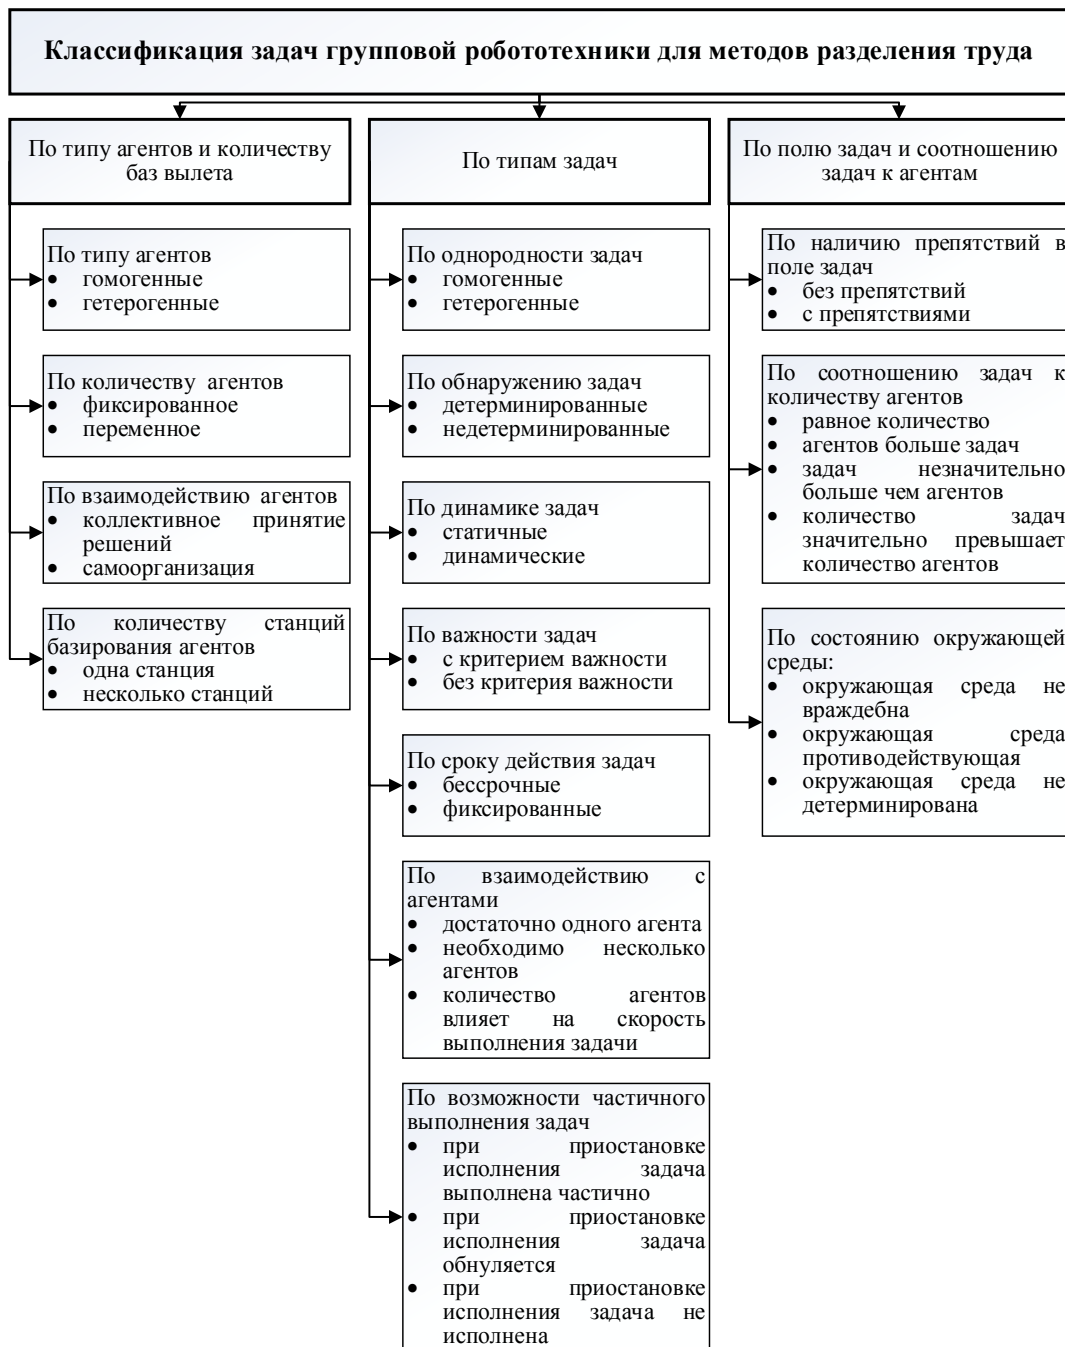 Классификация задач групповой робототехники для методов разделения труда
По типу агентов и количеству
баз вылета
По типу агентов
• гомогенные
• гетерогенные
По количеству агентов
• фиксированное
• переменное
По взаимодействию агентов
• коллективное принятие
решений
• самоорганизация
По количеству станций
базирования агентов
• одна станция
• несколько станций
По типам задач
По однородности задач
• гомогенные
• гетерогенные
По обнаружению задач
• детерминированные
• недетерминированные
По динамике задач
• статичные
• динамические
По важности задач
• с критерием важности
• без критерия важности
По сроку действия задач
• бессрочные
• фиксированные
По взаимодействию с
агентами
• достаточно одного агента
• необходимо несколько
агентов
• количество агентов
влияет на скорость
выполнения задачи
По возможности частичного
выполнения задач
• при приостановке
исполнения задача
выполнена частично
• при приостановке
исполнения задача
обнуляется
• при приостановке
исполнения задача не
исполнена
По полю задач и соотношению
задач к агентам
По наличию препятствий в
поле задач
• без препятствий
• с препятствиями
По соотношению задач к
количеству агентов
• равное количество
• агентов больше задач
• задач незначительно
больше чем агентов
• количество задач
значительно превышает
количество агентов
По состоянию окружающей
среды:
• окружающая среда не
враждебна
• окружающая среда
противодействующая
• окружающая среда не
детерминирована